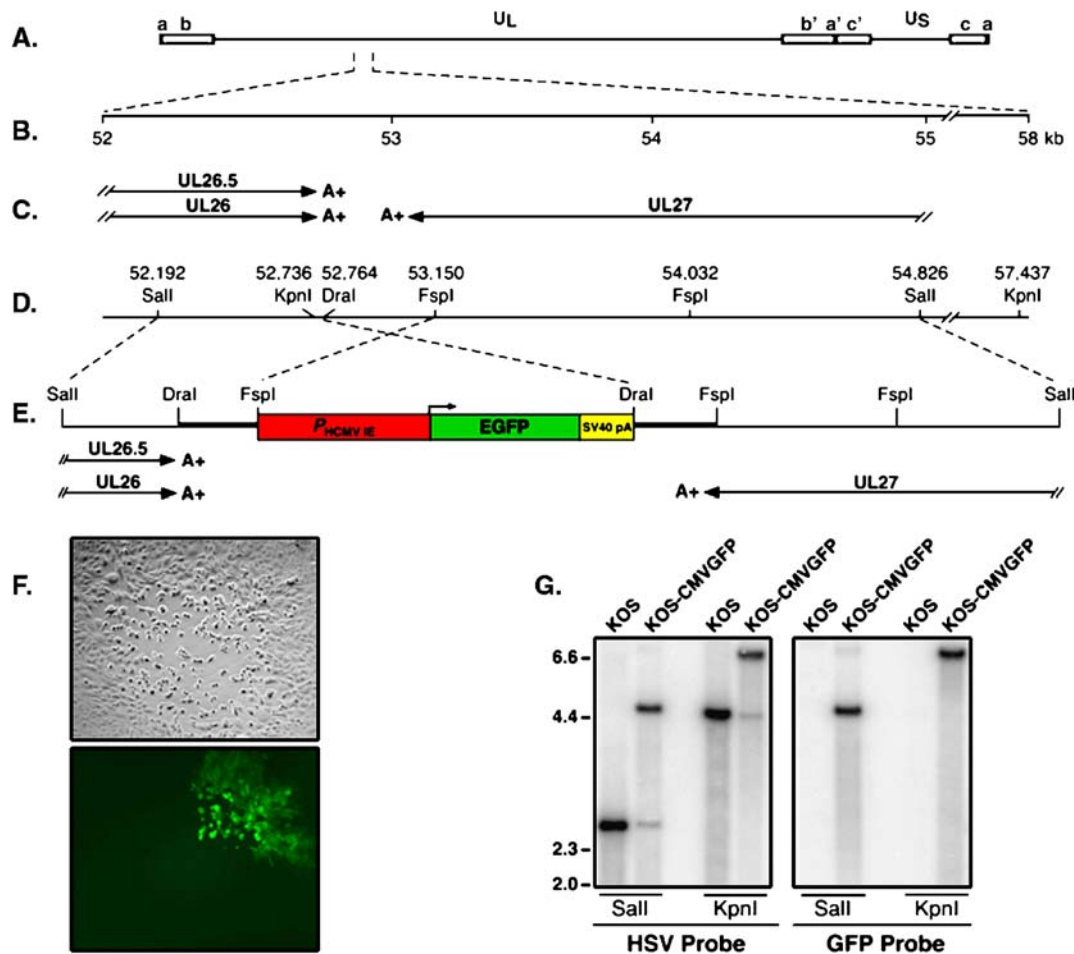 A.
a b UL b' a' c' US c a
B.
52 53 54 55 58 kb
C.
UL26.5 A+
UL26 A+ A+ UL27
52.192 52.736 52.764 53.150 54.032 54.826 57.437
D.
SalI KpnI DraI FspI FspI SalI KpnI
SalI DraI FspI DraI FspI FspI SalI
E.
PHCMV IE EGFP SV40 pA
UL26.5 A+
UL26 A+ A+ UL27
F.
G.
KOS KOS-CMVGFP KOS KOS-CMVGFP KOS KOS-CMVGFP KOS KOS-CMVGFP
6.6
4.4
2.3
2.0
SalI KpnI SalI KpnI
HSV Probe GFP Probe